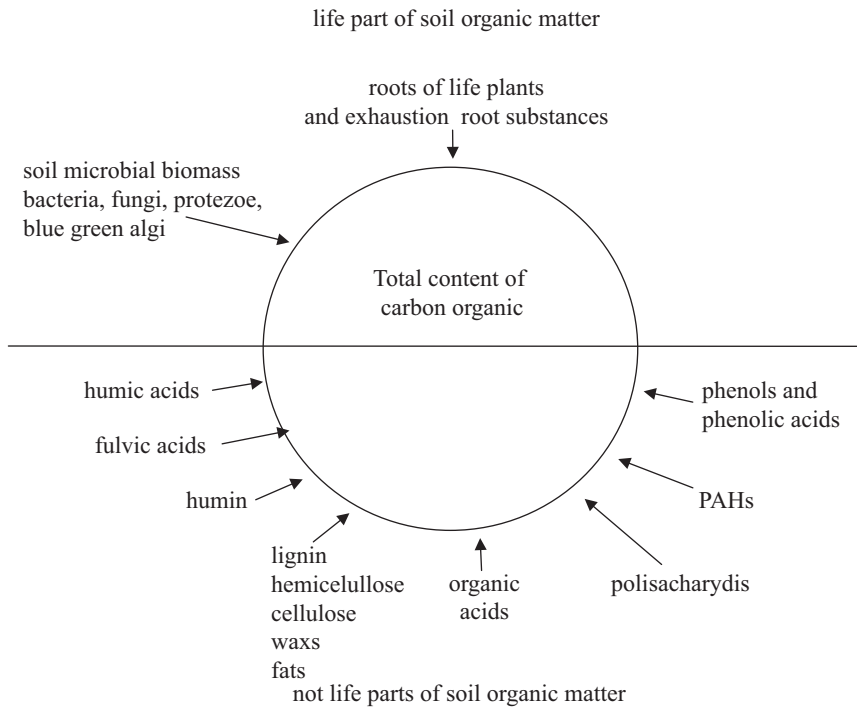 life part of soil organic matter
roots of life plants
and exhaustion root substances
soil microbial biomass
bacteria, fungi, protezoe,
blue green algi
Total content of
carbon organic
humic acids
fulvic acids
humin
lignin
hemicelullose
cellulose
waxs
fats
organic
acids
phenols and
phenolic acids
PAHs
polisacharydis
not life parts of soil organic matter